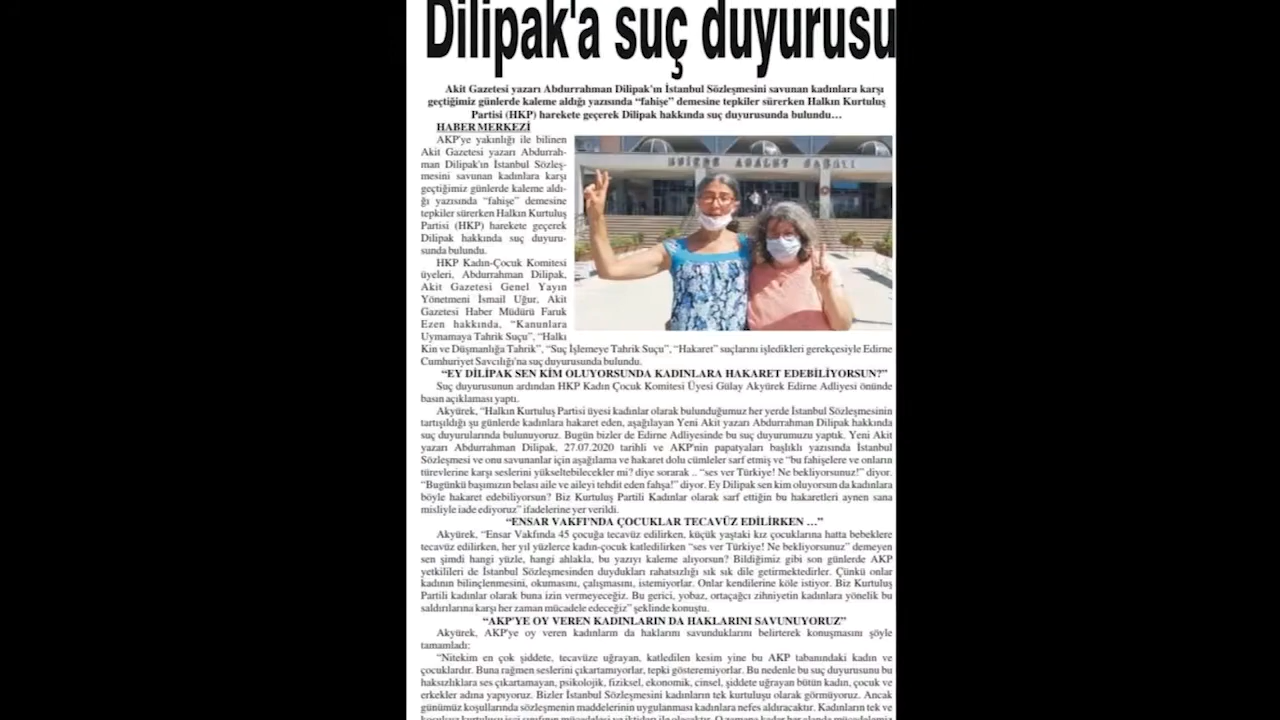 Dilipak'a suç duyurusu
Akit Gazetesi yazarı Abdurrahman Dilipak'ın İstanbul Sözleşmesini savunan kadınlara karşı
geçtiğimiz günlerde kaleme aldığı yazısında “fahişe” demesine tepkiler sürerken Halkın Kurtuluş
Partisi (HKP) harekete geçerek Dilipak hakkında suç duyurusunda bulundu…
HABER MERKEZİ
AKP'ye yakınlığı ile bilinen
Akit Gazetesi yazarı Abdurrah-
man Dilipak'ın İstanbul Sözleş-
mesini savunan kadınlara karşı
geçtiğimiz günlerde kaleme aldı-
ğı yazısında “fahişe” demesine
tepkiler sürerken Halkın Kurtuluş
Partisi (HKP) harekete geçerek
Dilipak hakkında suç duyuru-
sunda bulundu.
HKP Kadın-Çocuk Komitesi
üyeleri, Abdurrahman Dilipak,
Akit Gazetesi Genel Yayın
Yönetmeni İsmail Uğur, Akit
Gazetesi Haber Müdürü Faruk
Ezen hakkında, “Kanunlara
Uymamaya Tahrik Suçu”, “Halkı
Kin ve Düşmanlığa Tahrik”, “Suç İşlemeye Tahrik Suçu”, “Hakaret” suçlarını işledikleri gerekçesiyle Edirne
Cumhuriyet Savcılığı'na suç duyurusunda bulundu.
EDİRNE ADALET SARAYI
“EY DİLİPAK SEN KİM OLUYORSUNDA KADINLARA HAKARET EDEBİLİYORSUN?”
Suç duyurusunun ardından HKP Kadın Çocuk Komitesi Üyesi Gülay Akyürek Edirne Adliyesi önünde
basın açıklaması yaptı.
Akyürek, “Halkın Kurtuluş Partisi üyesi kadınlar olarak bulunduğumuz her yerde İstanbul Sözleşmesinin
tartışıldığı şu günlerde kadınlara hakaret eden, aşağılayan Yeni Akit yazarı Abdurrahman Dilipak hakkında
suç duyurularında bulunuyoruz. Bugün bizler de Edirne Adliyesinde bu suç duyurumuzu yaptık. Yeni Akit
yazarı Abdurrahman Dilipak, 27.07.2020 tarihli ve AKP'nin papatyaları başlıklı yazısında İstanbul
Sözleşmesi ve onu savunanlar için aşağılama ve hakaret dolu cümleler sarf etmiş ve “bu fahişelere ve onların
türevlerine karşı seslerini yükseltebilecekler mi? diye sorarak .. “ses ver Türkiye! Ne bekliyorsunuz!” diyor.
“Bugünkü başımızın belası aile ve aileyi tehdit eden fahşa!” diyor. Ey Dilipak sen kim oluyorsun da kadınlara
böyle hakaret edebiliyorsun? Biz Kurtuluş Partili Kadınlar olarak sarf ettiğin bu hakaretleri aynen sana
misliyle iade ediyoruz” ifadelerine yer verildi.
“ENSAR VAKFI'NDA ÇOCUKLAR TECAVÜZ EDİLİRKEN …”
Akyürek, “Ensar Vakfında 45 çocuğa tecavüz edilirken, küçük yaştaki kız çocuklarına hatta bebeklere
tecavüz edilirken, her yıl yüzlerce kadın-çocuk katledilirken “ses ver Türkiye! Ne bekliyorsunuz” demeyen
sen şimdi hangi yüzle, hangi ahlakla, bu yazıyı kaleme alıyorsun? Bildiğimiz gibi son günlerde AKP
yetkilileri de İstanbul Sözleşmesinden duydukları rahatsızlığı sık sık dile getirmektedirler. Çünkü onlar
kadının bilinçlenmesini, okumasını, çalışmasını, istemiyorlar. Onlar kendilerine köle istiyor. Biz Kurtuluş
Partili kadınlar olarak buna izin vermeyeceğiz. Bu gerici, yobaz, ortaçağcı zihniyetin kadınlara yönelik bu
saldırılarına karşı her zaman mücadele edeceğiz” şeklinde konuştu.
“AKP'YE OY VEREN KADINLARIN DA HAKLARINI SAVUNUYORUZ”
Akyürek, AKP'ye oy veren kadınların da haklarını savunduklarını belirterek konuşmasını şöyle
tamamladı:
“Nitekim en çok şiddete, tecavüze uğrayan, katledilen kesim yine bu AKP tabanındaki kadın ve
çocuklardır. Buna rağmen seslerini çıkartamıyorlar, tepki gösteremiyorlar. Bu nedenle bu suç duyurusunu bu
haksızlıklara ses çıkartamayan, psikolojik, fiziksel, ekonomik, cinsel, şiddete uğrayan bütün kadın, çocuk ve
erkekler adına yapıyoruz. Bizler İstanbul Sözleşmesini kadınların tek kurtuluşu olarak görmüyoruz. Ancak
günümüz koşullarında sözleşmenin maddelerinin uygulanması kadınlara nefes aldıracaktır. Kadınların tek ve